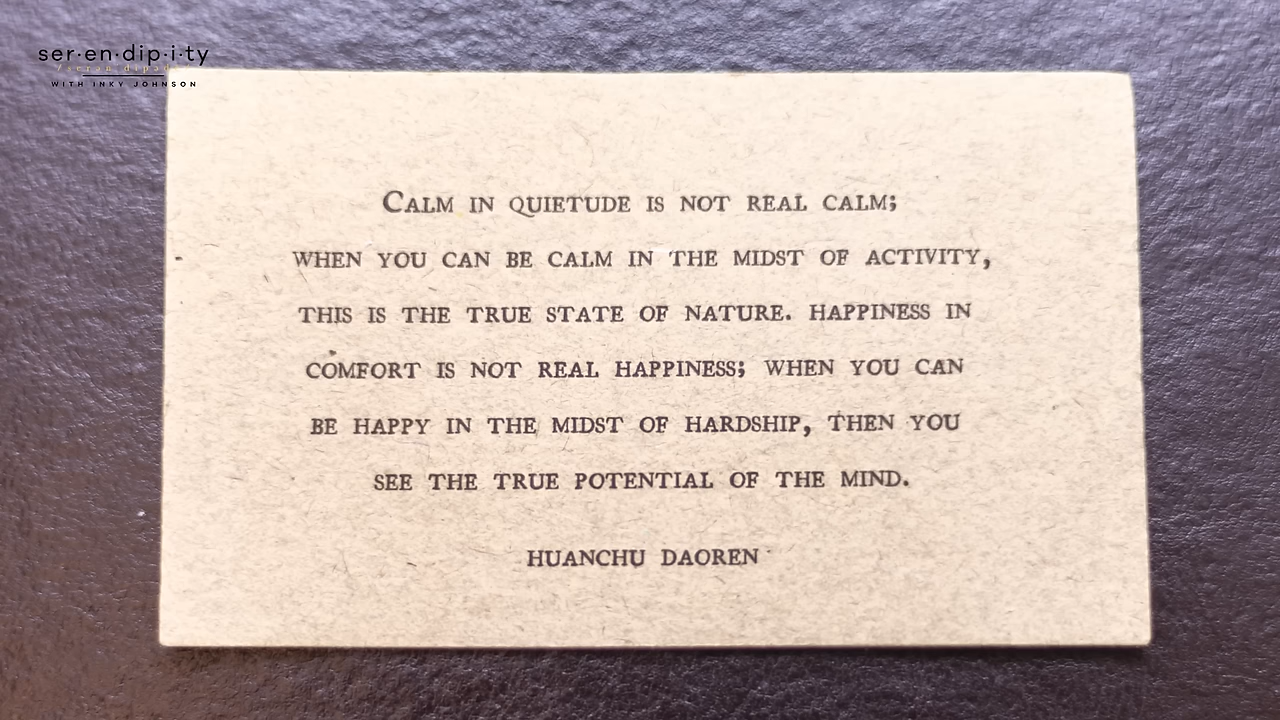 ser·en·dip·i·ty
WITH INKY JOHNSON
CALM IN QUIETUDE IS NOT REAL CALM;
WHEN YOU CAN BE CALM IN THE MIDST OF ACTIVITY,
THIS IS THE TRUE STATE OF NATURE. HAPPINESS IN
COMFORT IS NOT REAL HAPPINESS; WHEN YOU CAN
BE HAPPY IN THE MIDST OF HARDSHIP, THEN YOU
SEE THE TRUE POTENTIAL OF THE MIND.
HUANCHU DAOREN